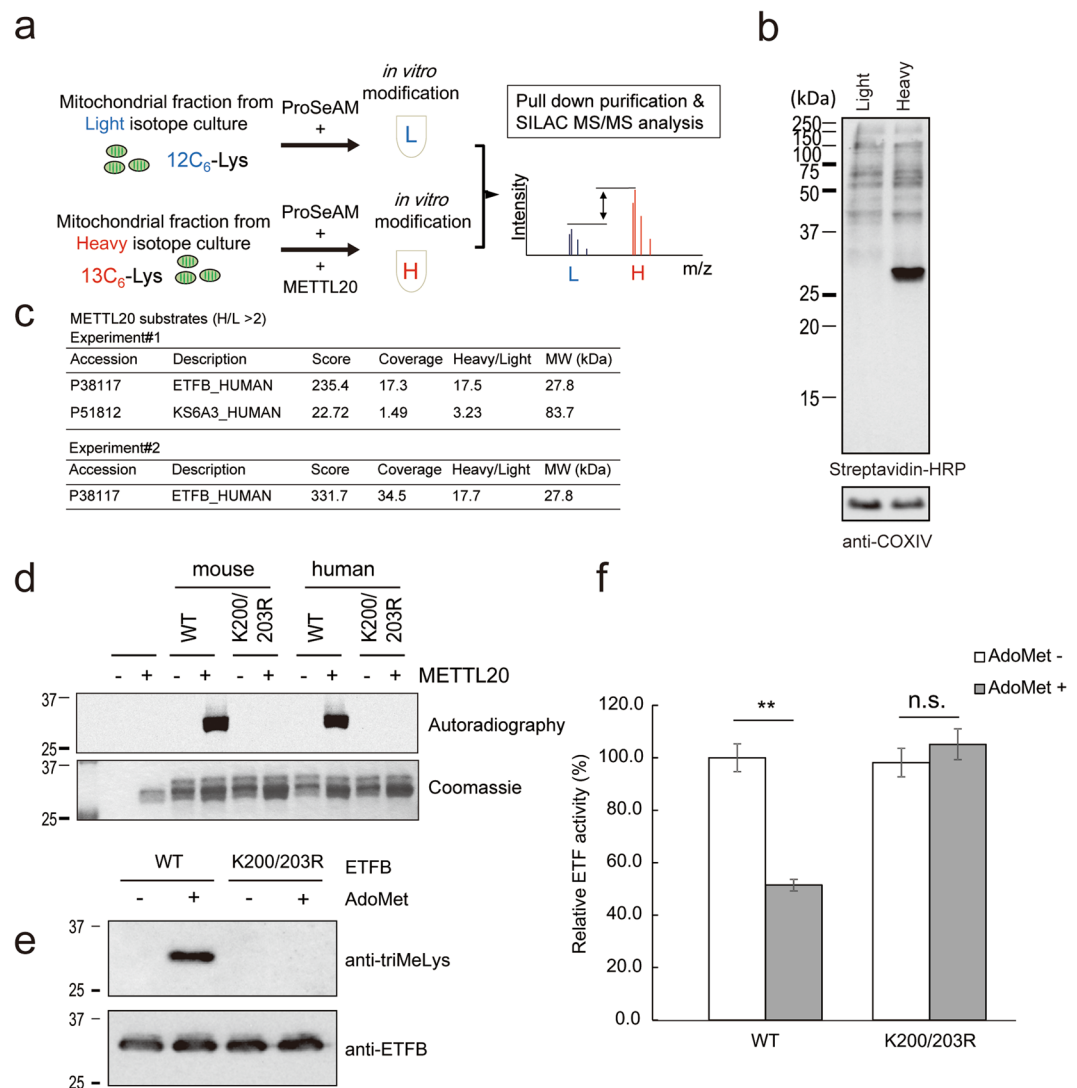 a
Mitochondrial fraction from
Light isotope culture
12C6-Lys
ProSeAM
+
in vitro
modification
L
Mitochondrial fraction from
Heavy isotope culture
13C6-Lys
ProSeAM
+
+
METTL20
in vitro
modification
H
Pull down purification &
SILAC MS/MS analysis
Intensity
L H m/z
b
Light Heavy
(kDa)
250
150
100
75
50
37
25
20
15
Streptavidin-HRP
anti-COXIV
c
METTL20 substrates (H/L >2)
Experiment#1
Accession Description Score Coverage Heavy/Light MW (kDa)
P38117 ETFB_HUMAN 235.4 17.3 17.5 27.8
P51812 KS6A3_HUMAN 22.72 1.49 3.23 83.7
Experiment#2
Accession Description Score Coverage Heavy/Light MW (kDa)
P38117 ETFB_HUMAN 331.7 34.5 17.7 27.8
d
mouse human
WT K200/203R WT K200/203R
- + - + - + - + - + METTL20
37
25
Autoradiography
37
25
Coomassie
e
WT K200/203R ETFB
- + - + AdoMet
37
25
anti-triMeLys
37
25
anti-ETFB
f
AdoMet -
AdoMet +
Relative ETF activity (%)
120.0
100.0
80.0
60.0
40.0
20.0
0.0
** n.s.
WT K200/203R